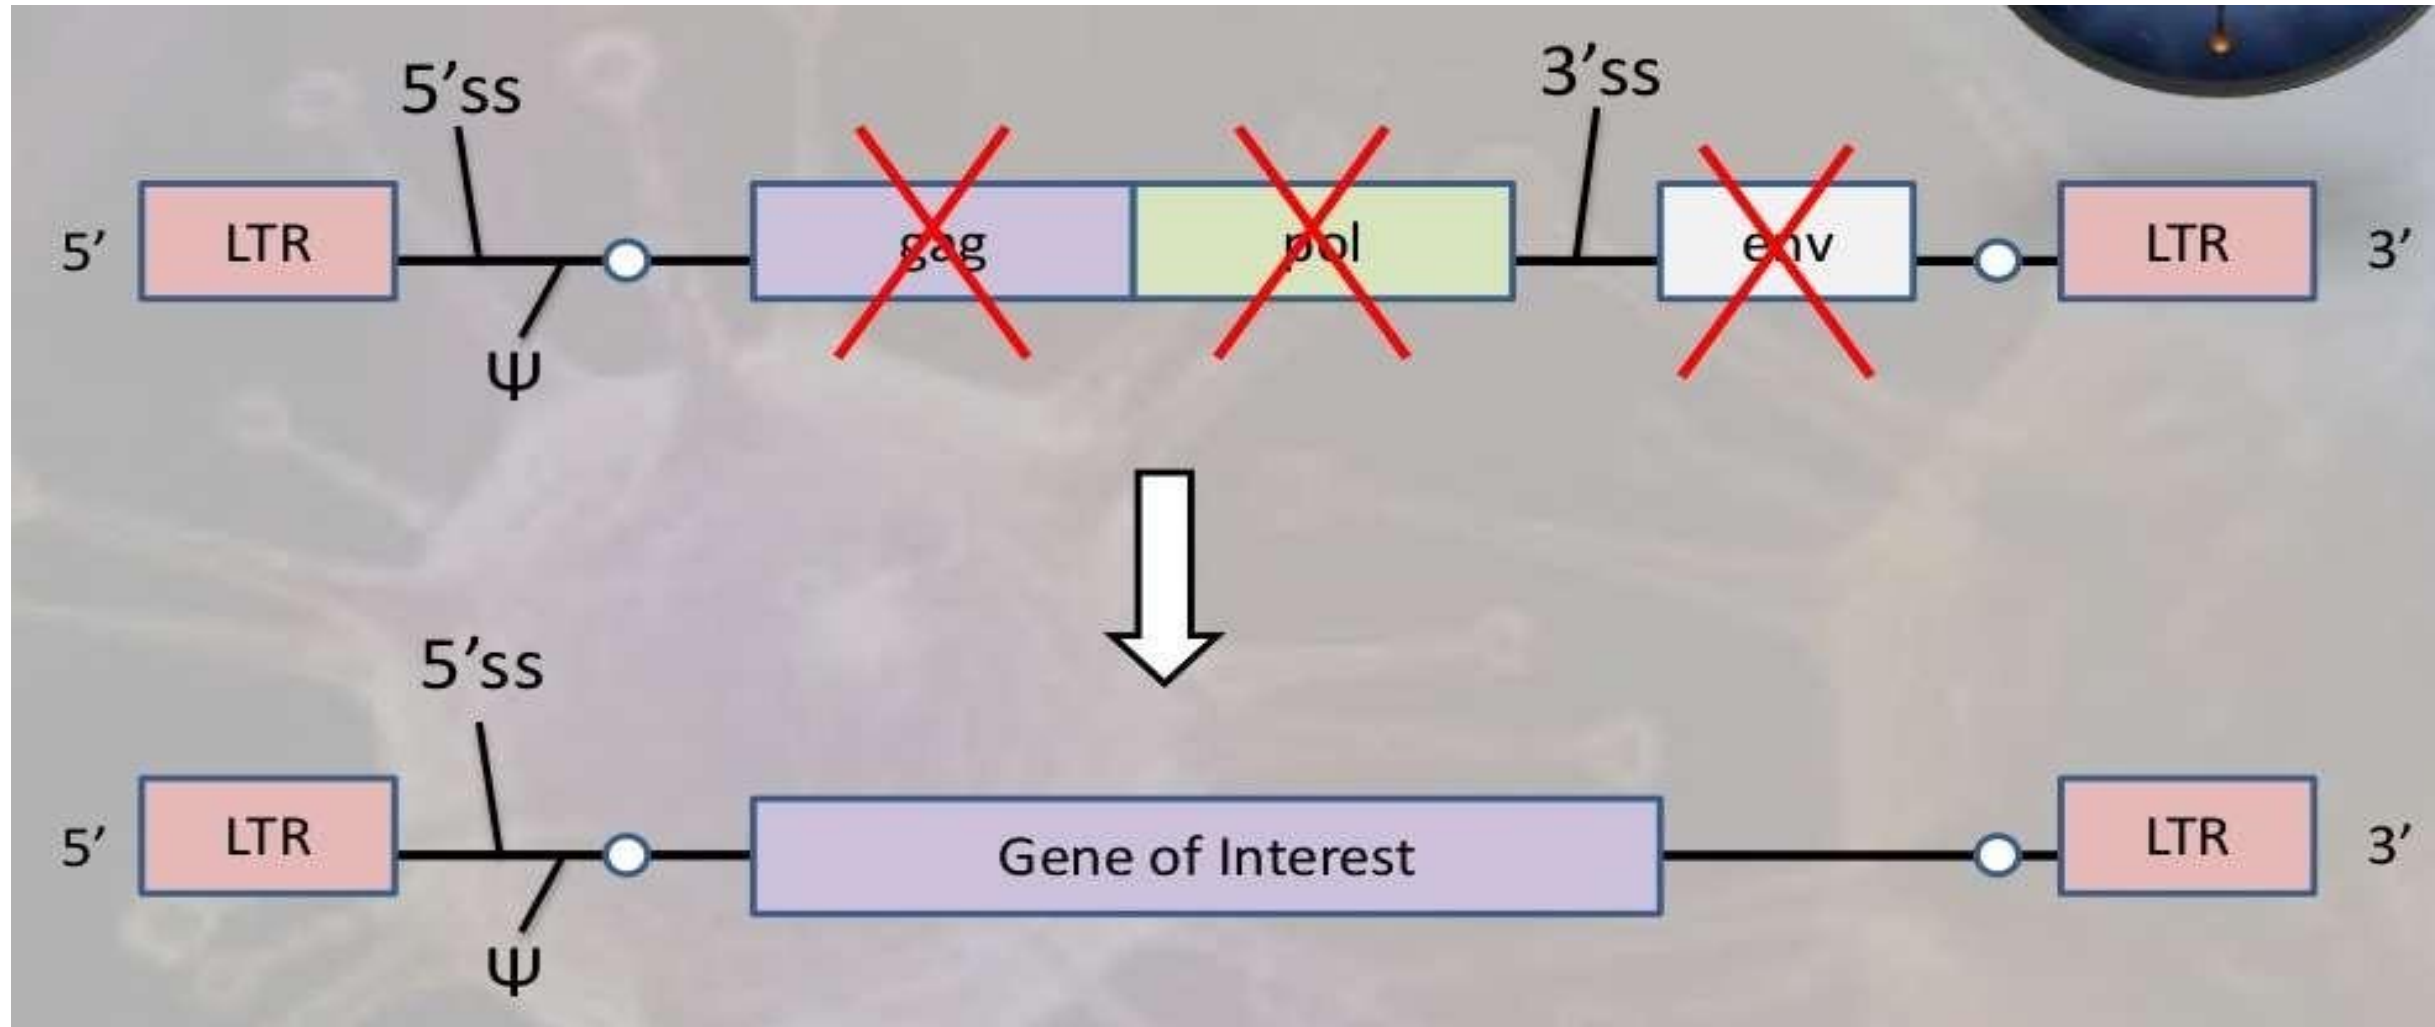 5’ss
3’ss
5’ LTR gag pol env LTR 3’
Ψ
5’ss
5’ LTR Gene of Interest LTR 3’
Ψ